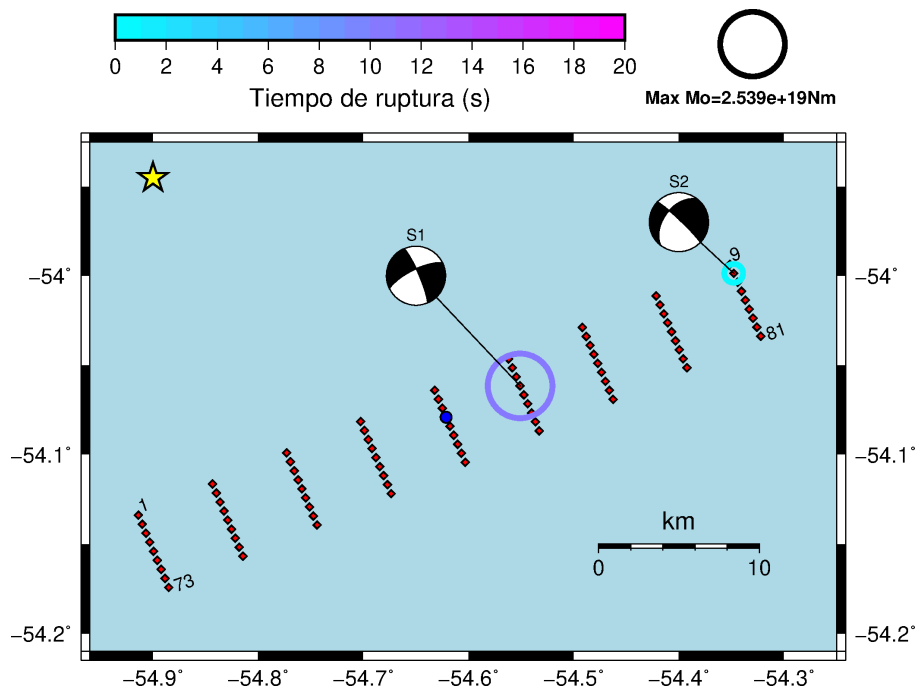 0 2 4 6 8 10 12 14 16 18 20
Tiempo de ruptura (s)
Max Mo=2.539e+19Nm
S2
S1
9
−54˚ −54˚
81
−54.1˚ −54.1˚
1
km
73
0 10
−54.2˚ −54.2˚
−54.9 −54.8˚ −54.7˚ −54.6˚ −54.5˚ −54.4˚ −54.3˚